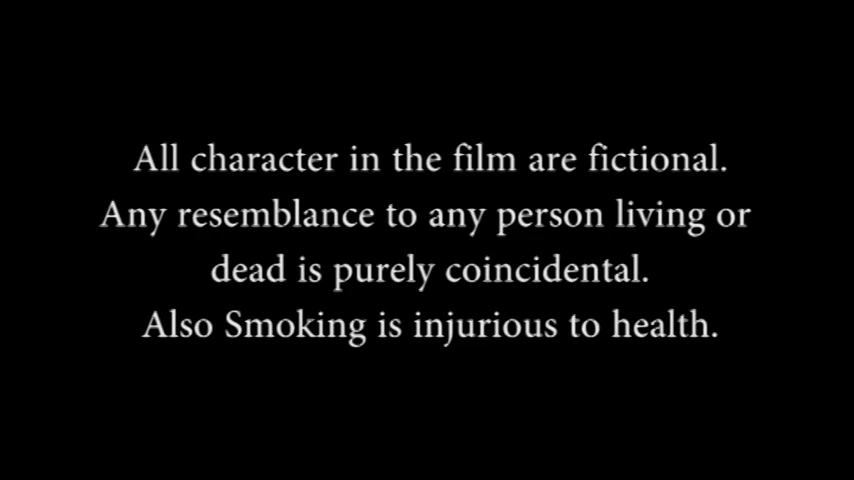 All character in the film are fictional.
Any resemblance to any person living or
dead is purely coincidental.
Also Smoking is injurious to health.